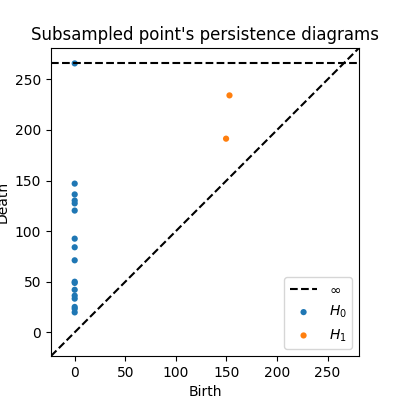 Subsampled point's persistence diagrams
Death
250
200
150
100
50
0
∞
H₀
H₁
0 50 100 150 200 250
Birth